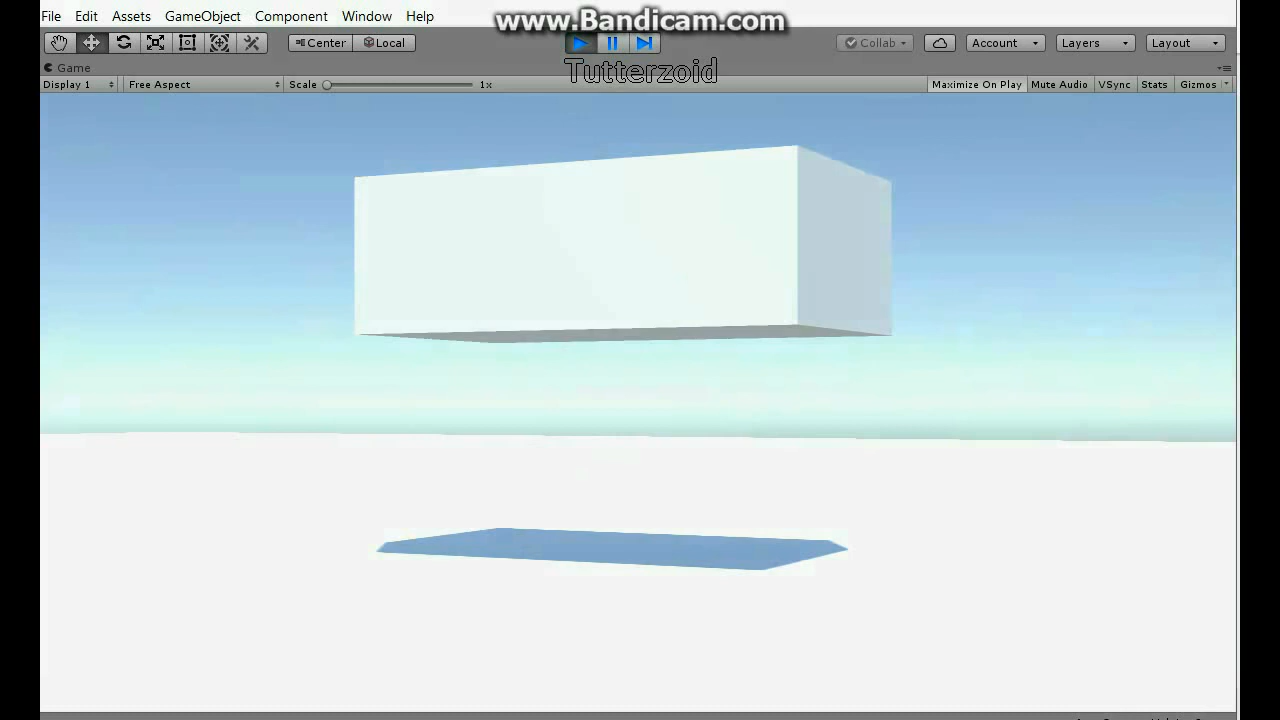 www.Bandicam.com
File Edit Assets GameObject Component Window Help
Center Local Collab Account Layers Layout
Tutterzoid
Game
Display 1 Free Aspect Scale 1x Maximize On Play Mute Audio VSync Stats Gizmos